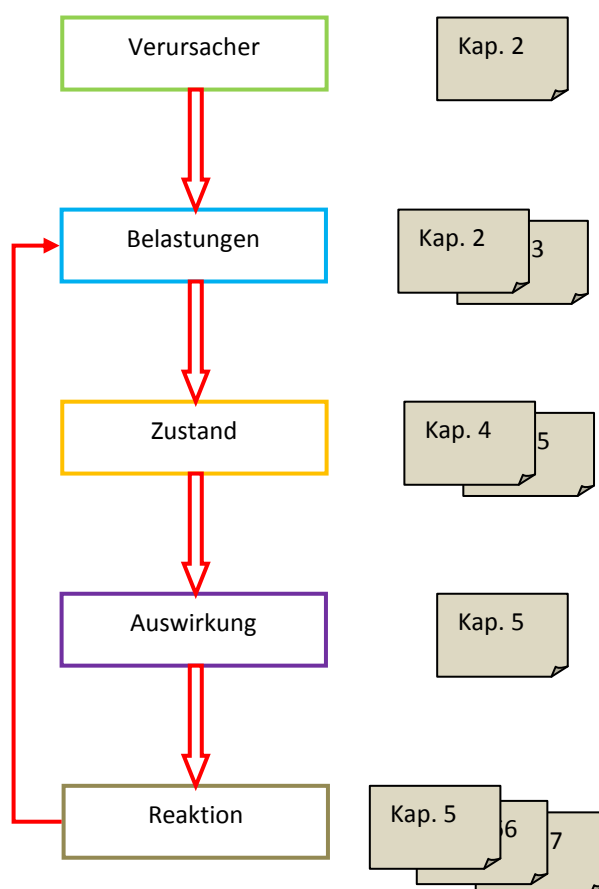 Verursacher
Kap. 2
Belastungen
Kap. 2
3
Zustand
Kap. 4
5
Auswirkung
Kap. 5
Reaktion
Kap. 5
6
7